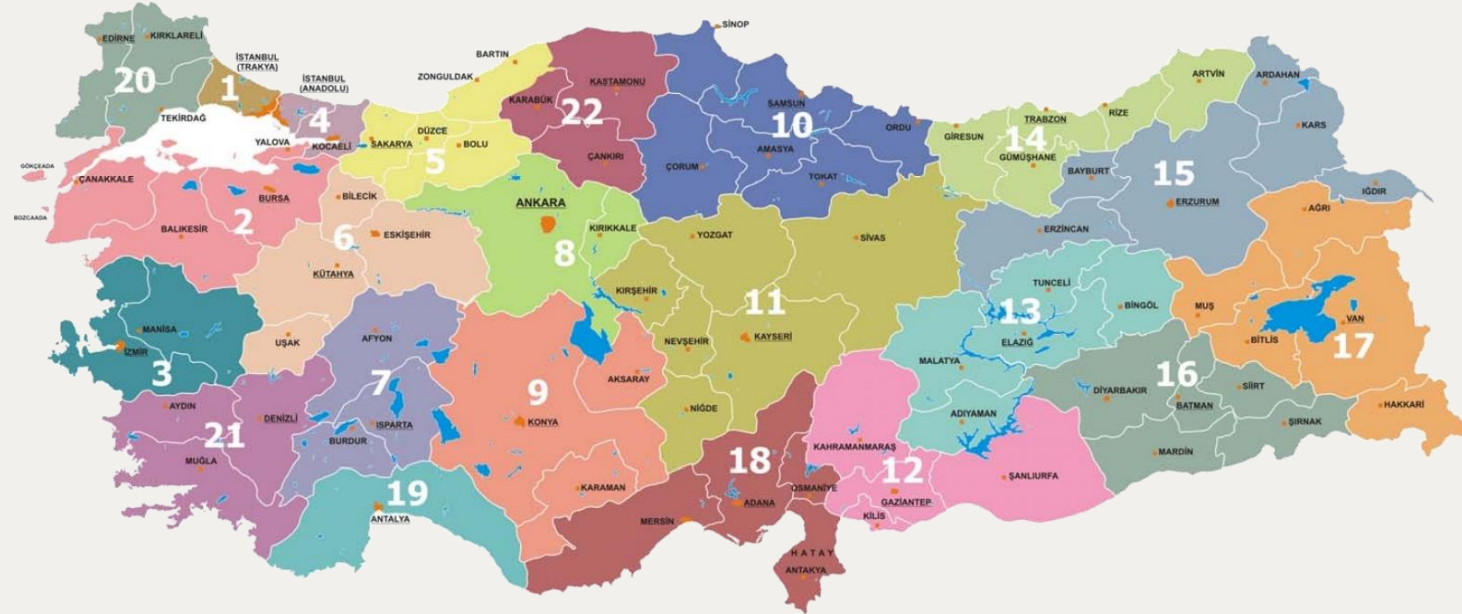 EDİRNE
KIRKLARELİ
20
TEKİRDAĞ
1
İSTANBUL
(TRAKYA)
İSTANBUL
(ANADOLU)
4
YALOVA
KOCAELİ
GÖKÇEADA
BOZCAADA
ÇANAKKALE
BALIKESİR
2
BURSA
SAKARYA
DÜZCE
BOLU
5
ZONGULDAK
BARTIN
KARABÜK
KASTAMONU
22
ÇANKIRI
SİNOP
SAMSUN
10
AMASYA
ÇORUM
TOKAT
ORDU
GİRESUN
TRABZON
14
GÜMÜŞHANE
RİZE
ARTVİN
ARDAHAN
KARS
BAYBURT
15
ERZURUM
IĞDIR
ERZİNCAN
AĞRI
BİLECİK
6
ESKİŞEHİR
KÜTAHYA
UŞAK
ANKARA
8
KIRIKKALE
YOZGAT
SİVAS
KIRŞEHİR
11
NEVŞEHİR
KAYSERİ
NİĞDE
TUNCELİ
13
BİNGÖL
ELAZIĞ
MALATYA
ADIYAMAN
MUŞ
VAN
BİTLİS
17
HAKKARİ
MANİSA
İZMİR
3
AFYON
7
ISPARTA
BURDUR
AKSARAY
9
KONYA
KARAMAN
AYDIN
DENİZLİ
21
MUĞLA
19
ANTALYA
18
MERSİN
ADANA
OSMANİYE
HATAY
ANTAKYA
KAHRAMANMARAŞ
12
GAZİANTEP
KİLİS
ŞANLIURFA
DİYARBAKIR
16
BATMAN
SİİRT
ŞIRNAK
MARDİN